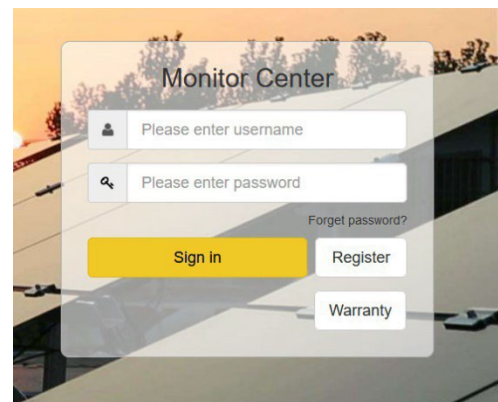 Monitor Center
Please enter username
Please enter password
Forget password?
Sign in Register
Warranty